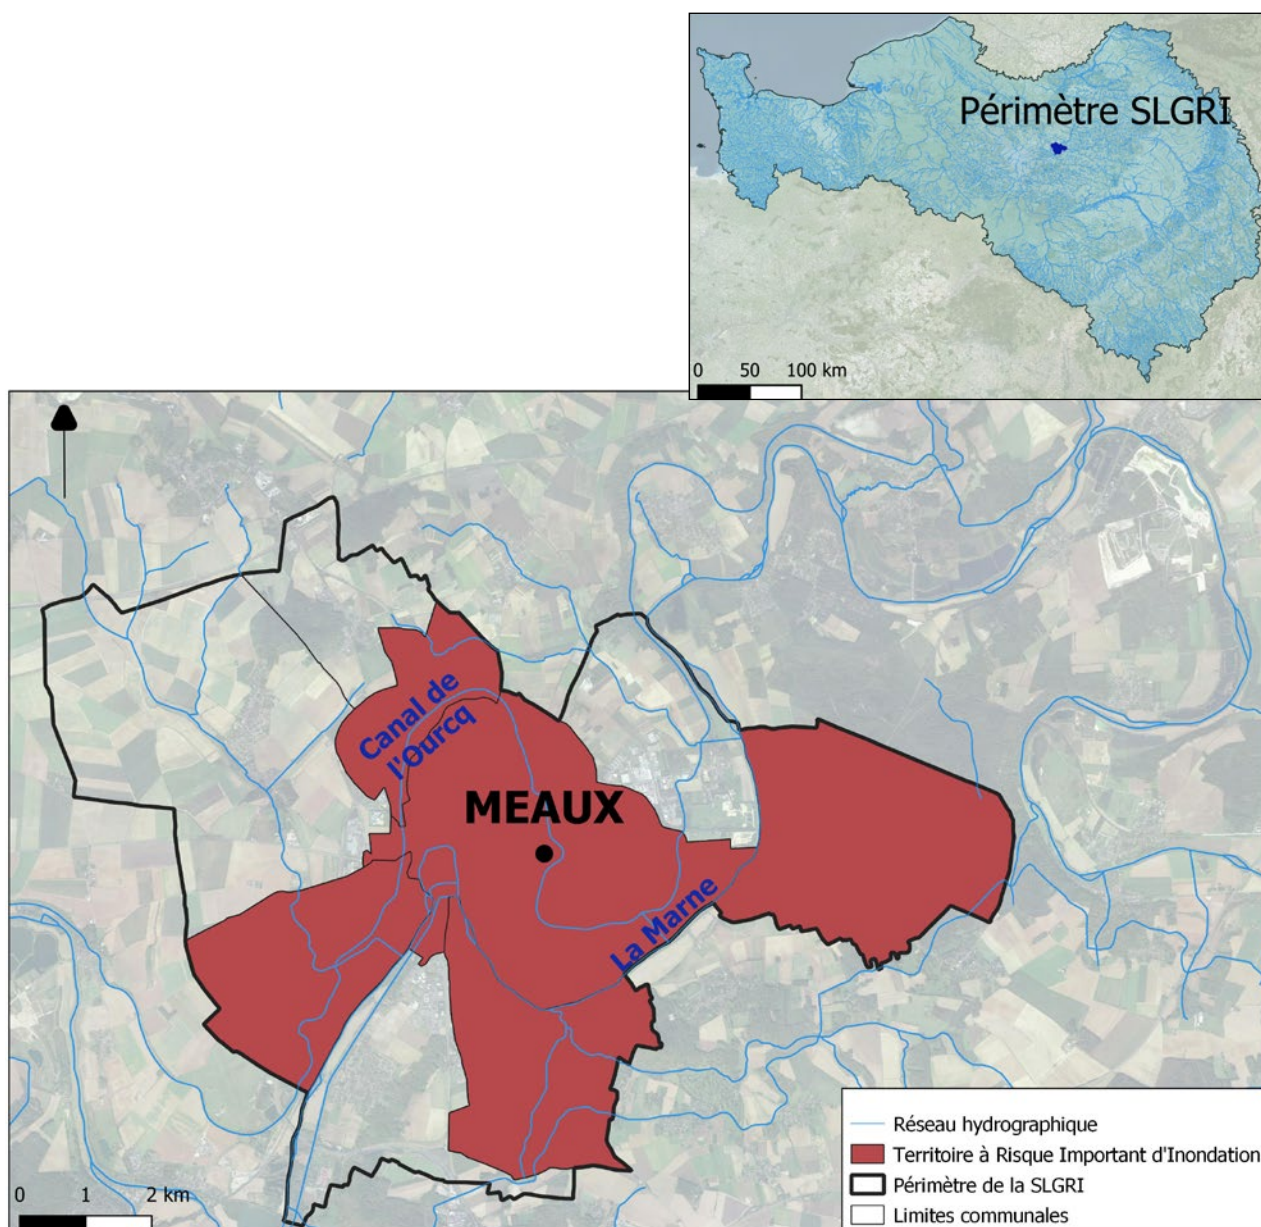 Périmètre SLGRI
0 50 100 km
Canal de
l'Ourcq
MEAUX
La Marne
Réseau hydrographique
Territoire à Risque Important d'Inondation
Périmètre de la SLGRI
Limites communales
0 1 2 km